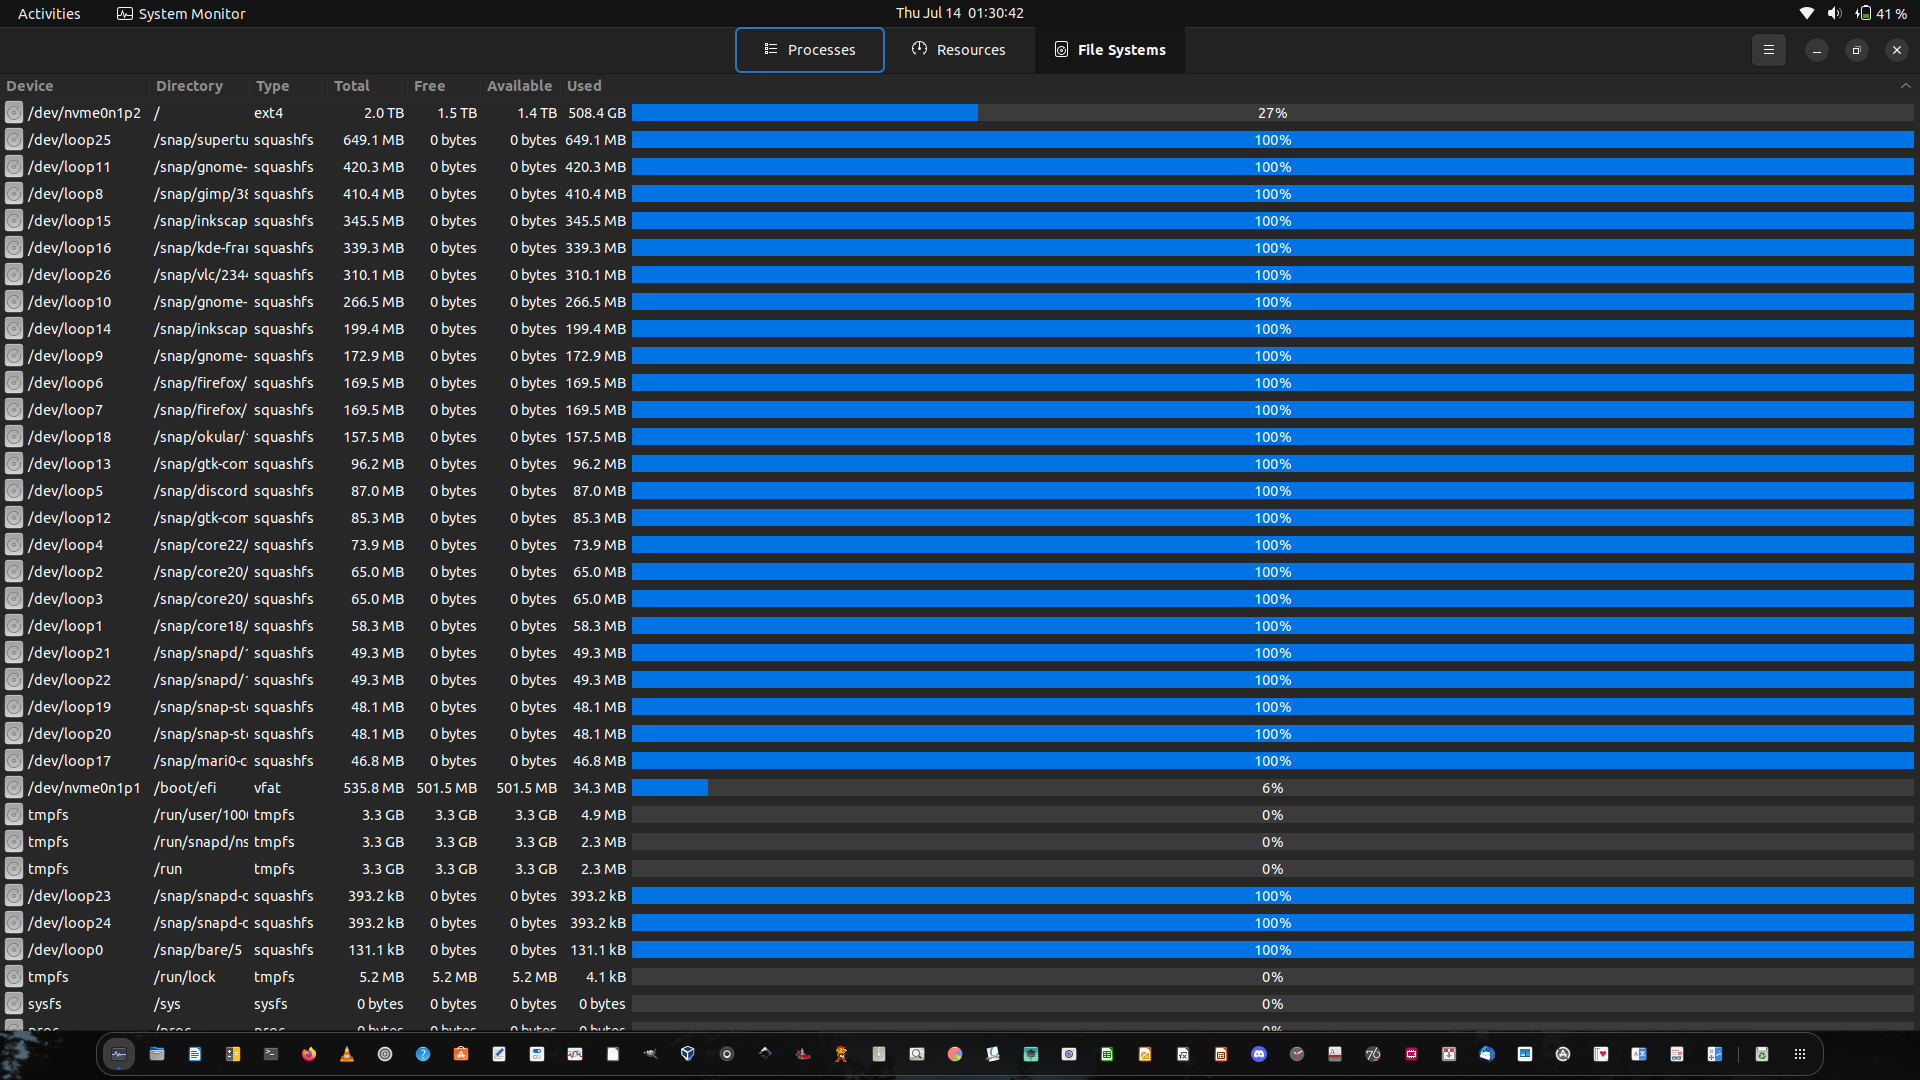 Activities System Monitor Thu Jul 14 01:30:42 41 %
Processes Resources File Systems
Device Directory Type Total Free Available Used
/dev/nvme0n1p2 / ext4 2.0 TB 1.5 TB 1.4 TB 508.4 GB 27%
/dev/loop25 /snap/supertu squashfs 649.1 MB 0 bytes 0 bytes 649.1 MB 100%
/dev/loop11 /snap/gnome- squashfs 420.3 MB 0 bytes 0 bytes 420.3 MB 100%
/dev/loop8 /snap/gimp/38 squashfs 410.4 MB 0 bytes 0 bytes 410.4 MB 100%
/dev/loop15 /snap/inkscap squashfs 345.5 MB 0 bytes 0 bytes 345.5 MB 100%
/dev/loop16 /snap/kde-frar squashfs 339.3 MB 0 bytes 0 bytes 339.3 MB 100%
/dev/loop26 /snap/vlc/2344 squashfs 310.1 MB 0 bytes 0 bytes 310.1 MB 100%
/dev/loop10 /snap/gnome- squashfs 266.5 MB 0 bytes 0 bytes 266.5 MB 100%
/dev/loop14 /snap/inkscap squashfs 199.4 MB 0 bytes 0 bytes 199.4 MB 100%
/dev/loop9 /snap/gnome- squashfs 172.9 MB 0 bytes 0 bytes 172.9 MB 100%
/dev/loop6 /snap/firefox/ squashfs 169.5 MB 0 bytes 0 bytes 169.5 MB 100%
/dev/loop7 /snap/firefox/ squashfs 169.5 MB 0 bytes 0 bytes 169.5 MB 100%
/dev/loop18 /snap/okular/ squashfs 157.5 MB 0 bytes 0 bytes 157.5 MB 100%
/dev/loop13 /snap/gtk-com squashfs 96.2 MB 0 bytes 0 bytes 96.2 MB 100%
/dev/loop5 /snap/discord squashfs 87.0 MB 0 bytes 0 bytes 87.0 MB 100%
/dev/loop12 /snap/gtk-com squashfs 85.3 MB 0 bytes 0 bytes 85.3 MB 100%
/dev/loop4 /snap/core22/ squashfs 73.9 MB 0 bytes 0 bytes 73.9 MB 100%
/dev/loop2 /snap/core20/ squashfs 65.0 MB 0 bytes 0 bytes 65.0 MB 100%
/dev/loop3 /snap/core20/ squashfs 65.0 MB 0 bytes 0 bytes 65.0 MB 100%
/dev/loop1 /snap/core18/ squashfs 58.3 MB 0 bytes 0 bytes 58.3 MB 100%
/dev/loop21 /snap/snapd/1 squashfs 49.3 MB 0 bytes 0 bytes 49.3 MB 100%
/dev/loop22 /snap/snapd/1 squashfs 49.3 MB 0 bytes 0 bytes 49.3 MB 100%
/dev/loop19 /snap/snap-sto squashfs 48.1 MB 0 bytes 0 bytes 48.1 MB 100%
/dev/loop20 /snap/snap-sto squashfs 48.1 MB 0 bytes 0 bytes 48.1 MB 100%
/dev/loop17 /snap/mari0-c squashfs 46.8 MB 0 bytes 0 bytes 46.8 MB 100%
/dev/nvme0n1p1 /boot/efi vfat 535.8 MB 501.5 MB 501.5 MB 34.3 MB 6%
tmpfs /run/user/1000 tmpfs 3.3 GB 3.3 GB 3.3 GB 4.9 MB 0%
tmpfs /run/snapd/ns tmpfs 3.3 GB 3.3 GB 3.3 GB 2.3 MB 0%
tmpfs /run tmpfs 3.3 GB 3.3 GB 3.3 GB 2.3 MB 0%
/dev/loop23 /snap/snapd-c squashfs 393.2 kB 0 bytes 0 bytes 393.2 kB 100%
/dev/loop24 /snap/snapd-c squashfs 393.2 kB 0 bytes 0 bytes 393.2 kB 100%
/dev/loop0 /snap/bare/5 squashfs 131.1 kB 0 bytes 0 bytes 131.1 kB 100%
tmpfs /run/lock tmpfs 5.2 MB 5.2 MB 5.2 MB 4.1 kB 0%
sysfs /sys sysfs 0 bytes 0 bytes 0 bytes 0 bytes 0%
proc /proc proc 0 bytes 0 bytes 0 bytes 0 bytes 0%